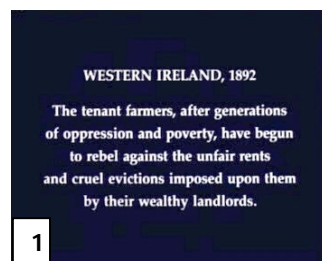 WESTERN IRELAND, 1892
The tenant farmers, after generations
of oppression and poverty, have begun
to rebel against the unfair rents
and cruel evictions imposed upon them
by their wealthy landlords.
1